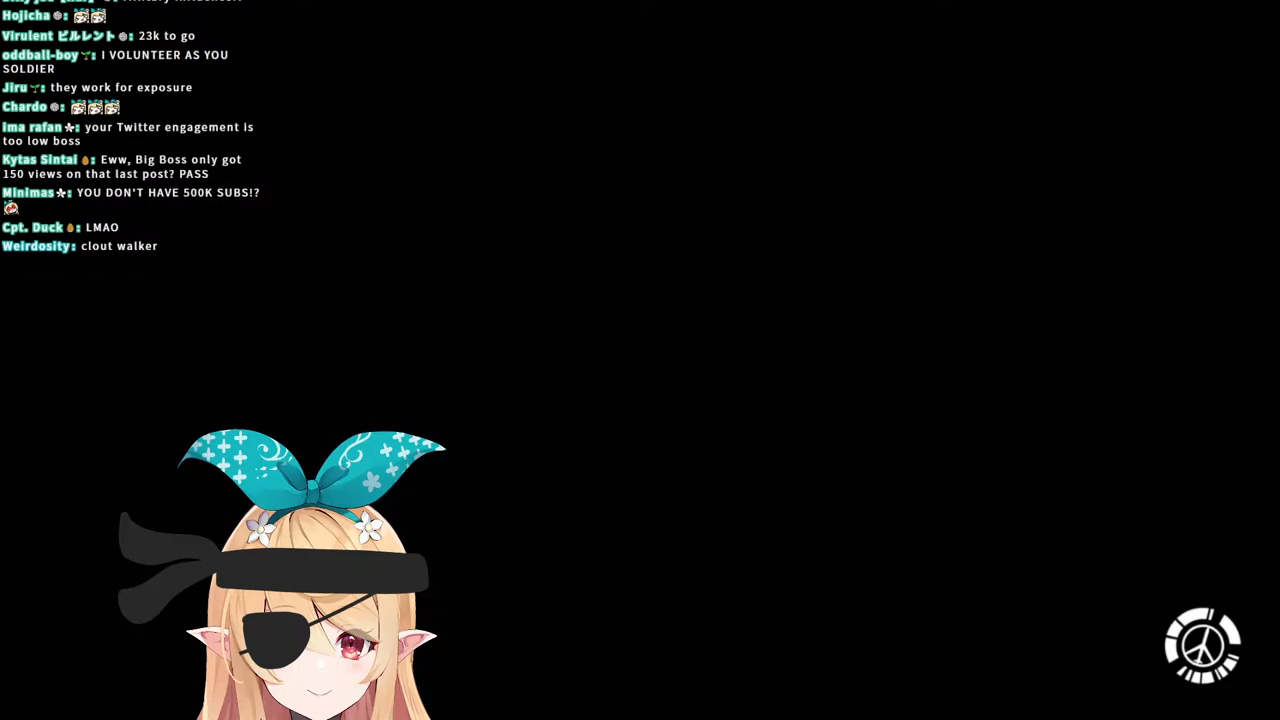 Hojicha:
Virulent ビルレント: 23k to go
oddball-boy: I VOLUNTEER AS YOU
SOLDIER
Jiru: they work for exposure
Chardo:
Ima rafan: your Twitter engagement is
too low boss
Kytas Sintai: Eww, Big Boss only got
150 views on that last post? PASS
Minimas: YOU DON'T HAVE 500K SUBS!?
Cpt. Duck: LMAO
Weirdosity: clout walker